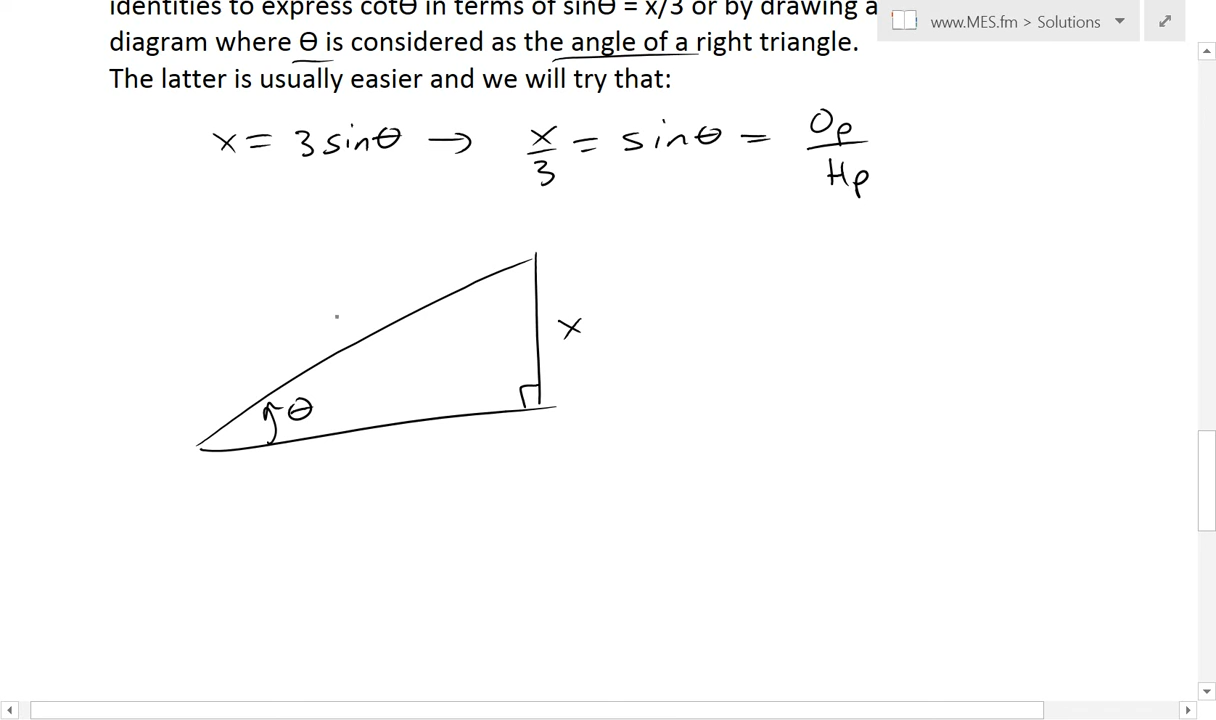 identities to express cotθ in terms of sinθ = x/3 or by drawing a
www.MES.fm > Solutions
diagram where θ is considered as the angle of a right triangle.
The latter is usually easier and we will try that:
x = 3 sinθ → x/3 = sinθ = Op/Hp
x
θ